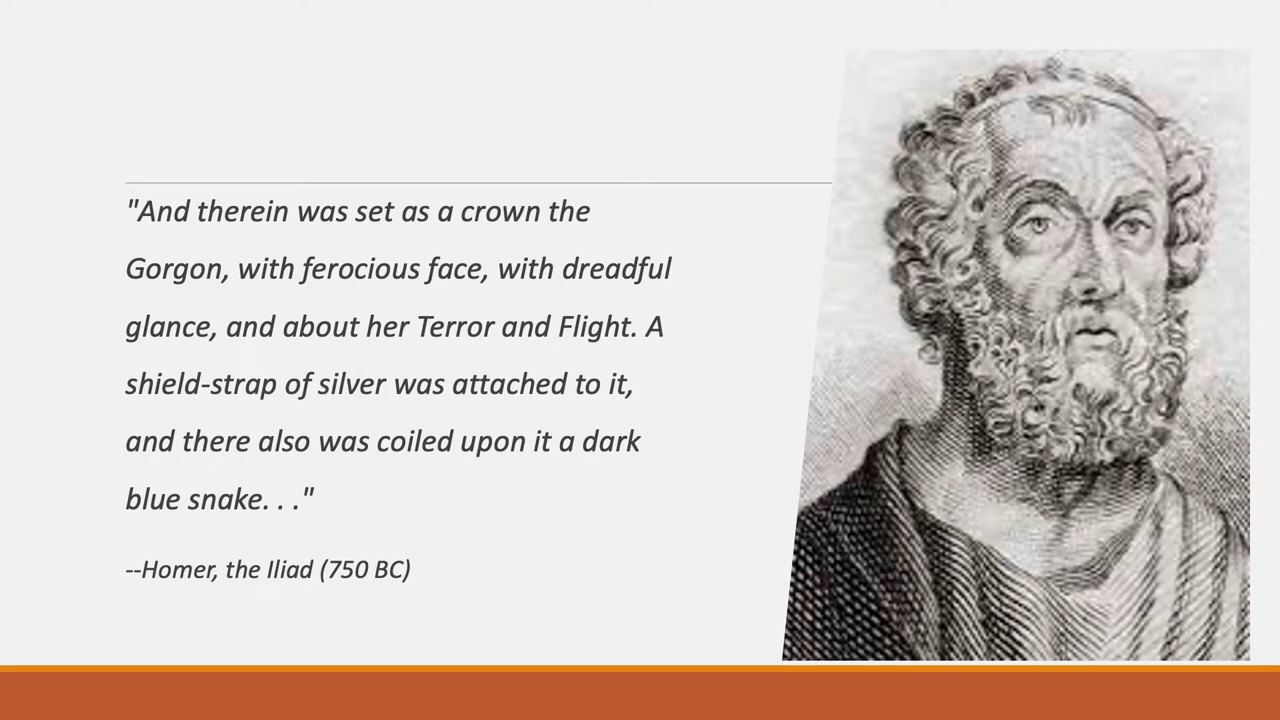 "And therein was set as a crown the
Gorgon, with ferocious face, with dreadful
glance, and about her Terror and Flight. A
shield-strap of silver was attached to it,
and there also was coiled upon it a dark
blue snake. . ."
--Homer, the Iliad (750 BC)